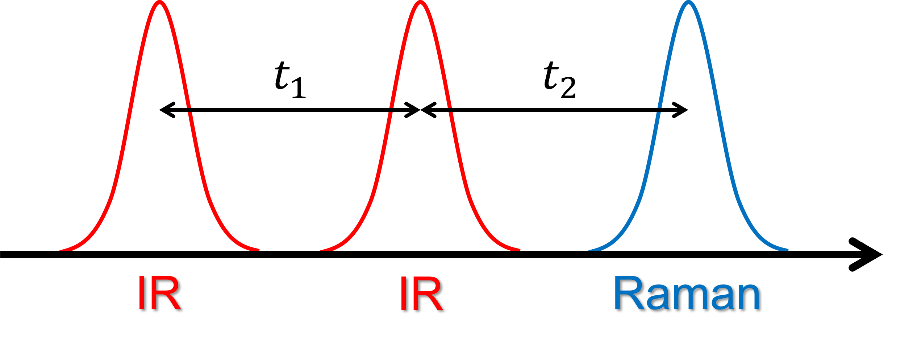 t₁ t₂
IR IR Raman